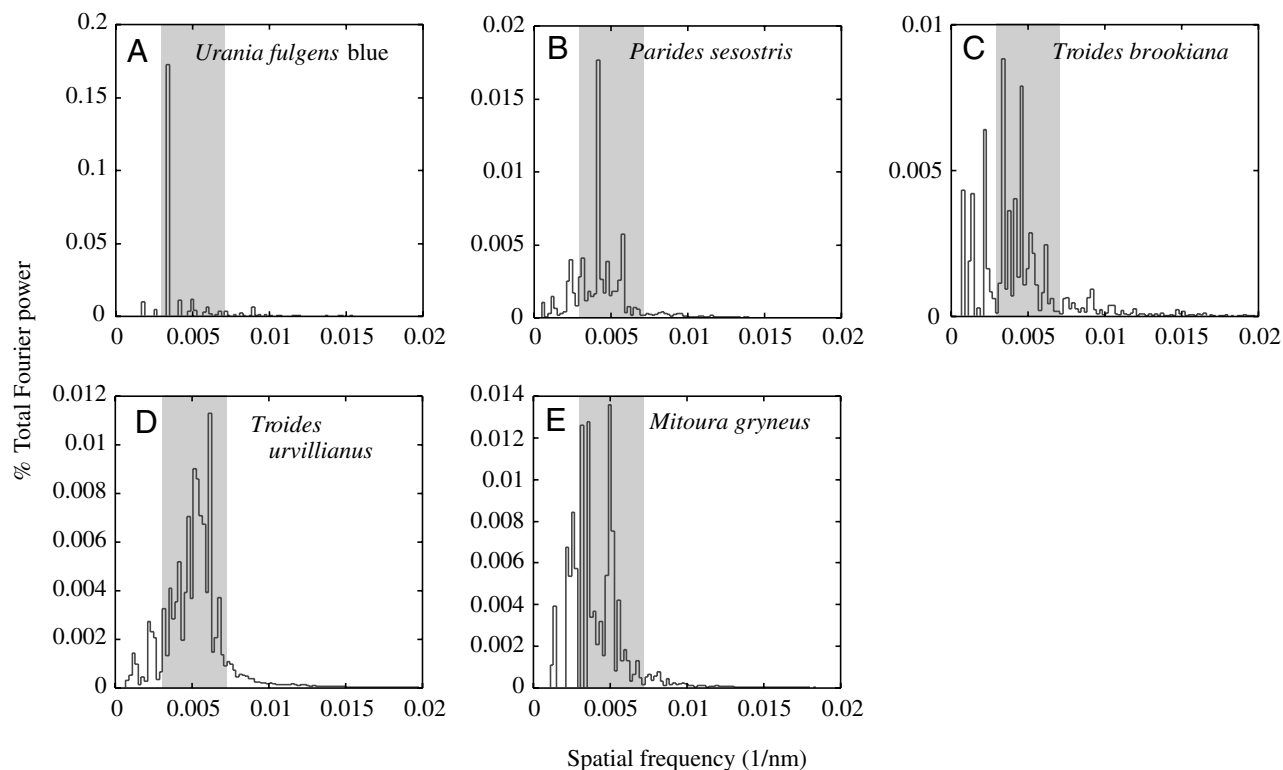 % Total Fourier power
A
Urania fulgens blue
0.2
0.15
0.1
0.05
0
0 0.005 0.01 0.015 0.02
B
Parides sesostris
0.02
0.015
0.01
0.005
0
0 0.005 0.01 0.015 0.02
C
Troides brookiana
0.01
0.005
0
0 0.005 0.01 0.015 0.02
D
Troides
urvillianus
0.012
0.01
0.008
0.006
0.004
0.002
0
0 0.005 0.01 0.015 0.02
E
Mitoura gryneus
0.014
0.012
0.01
0.008
0.006
0.004
0.002
0
0 0.005 0.01 0.015 0.02
Spatial frequency (1/nm)